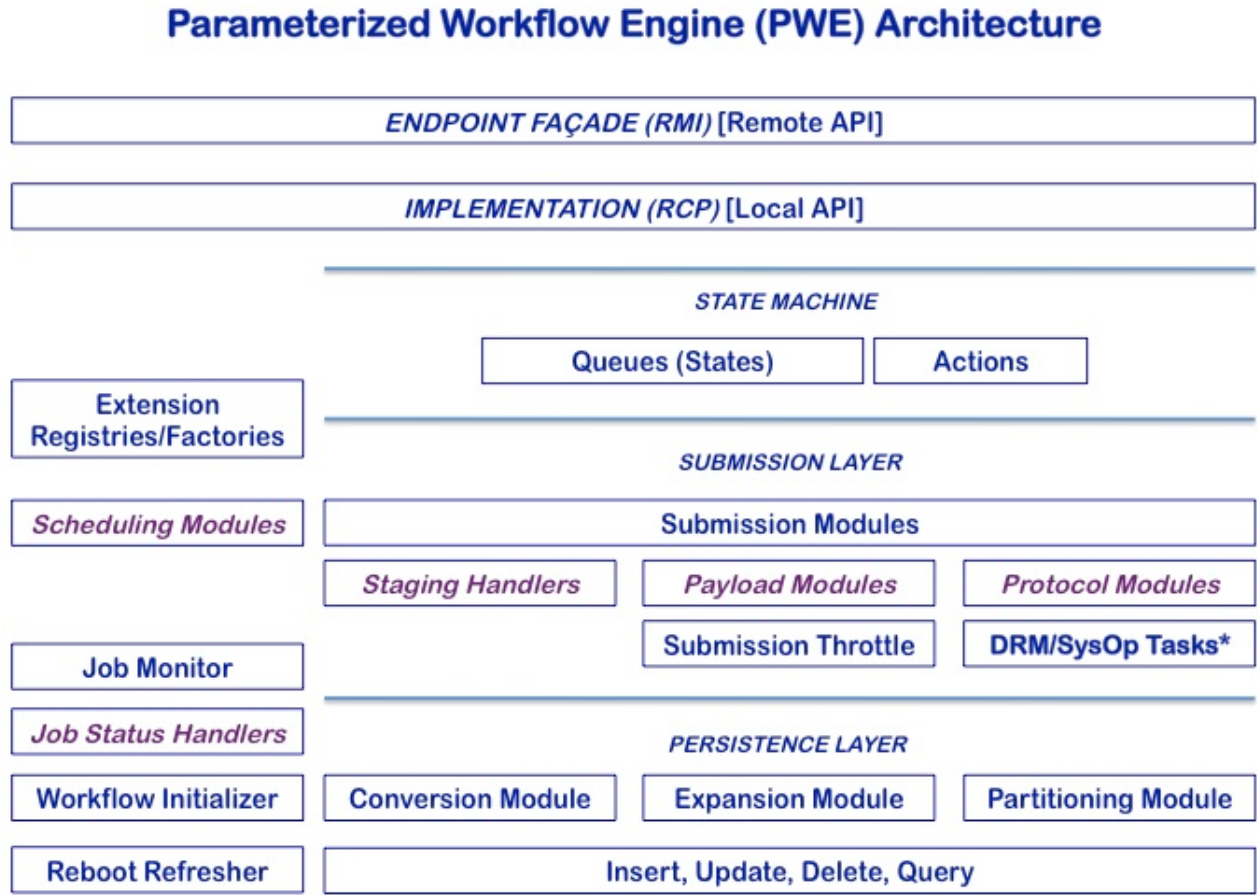 Parameterized Workflow Engine (PWE) Architecture
ENDPOINT FAÇADE (RMI) [Remote API]
IMPLEMENTATION (RCP) [Local API]
STATE MACHINE
Queues (States)
Actions
Extension
Registries/Factories
SUBMISSION LAYER
Scheduling Modules
Submission Modules
Staging Handlers
Payload Modules
Protocol Modules
Submission Throttle
DRM/SysOp Tasks*
Job Monitor
Job Status Handlers
PERSISTENCE LAYER
Workflow Initializer
Conversion Module
Expansion Module
Partitioning Module
Reboot Refresher
Insert, Update, Delete, Query